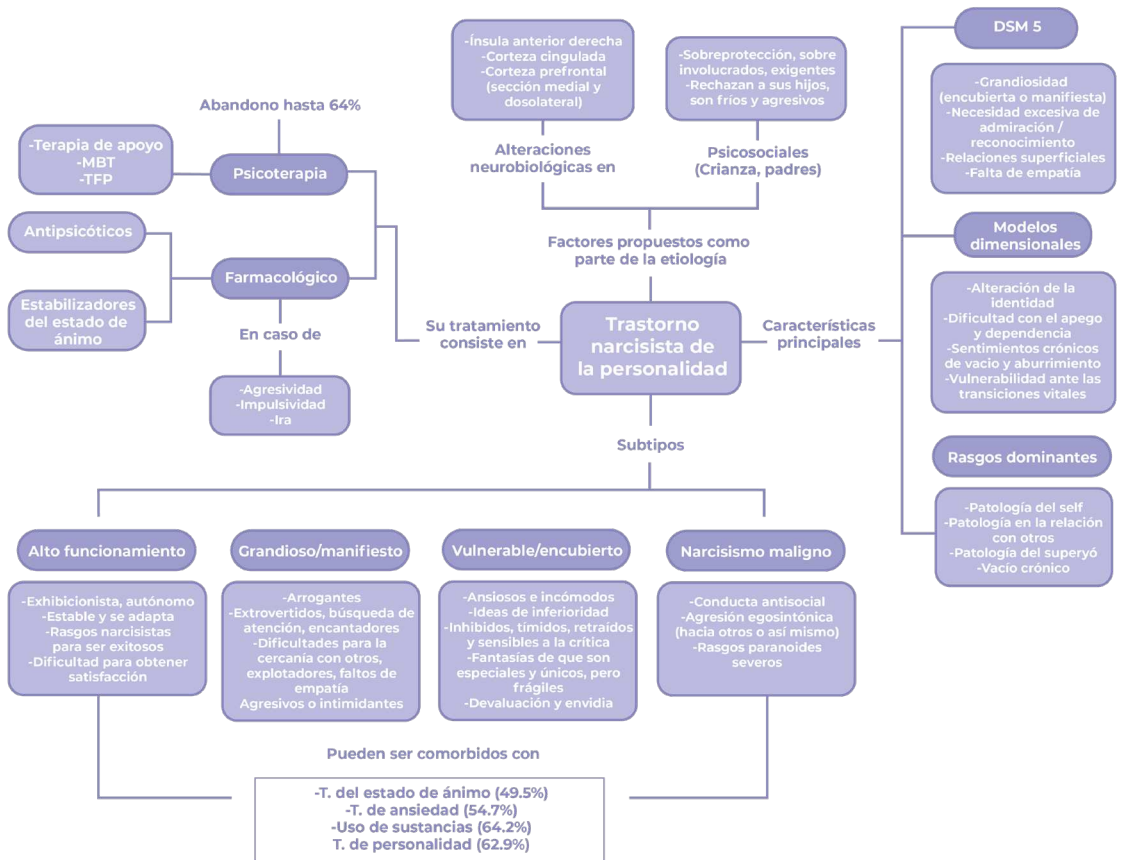 -Ínsula anterior derecha
-Corteza cingulada
-Corteza prefrontal
(sección medial y
dosolateral)
-Sobreprotección, sobre
involucrados, exigentes
-Rechazan a sus hijos,
son fríos y agresivos
Alteraciones
neurobiológicas en
Psicosociales
(Crianza, padres)
Factores propuestos como
parte de la etiología
Abandono hasta 64%
-Terapia de apoyo
-MBT
-TFP
Psicoterapia
Antipsicóticos
Farmacológico
Estabilizadores
del estado de
ánimo
En caso de
-Agresividad
-Impulsividad
-Ira
Su tratamiento
consiste en
Trastorno
narcisista de
la personalidad
Características
principales
DSM 5
-Grandiosidad
(encubierta o manifiesta)
-Necesidad excesiva de
admiración /
reconocimiento
-Relaciones superficiales
-Falta de empatía
Modelos
dimensionales
-Alteración de la
identidad
-Dificultad con el apego
y dependencia
-Sentimientos crónicos
de vacio y aburrimiento
-Vulnerabilidad ante las
transiciones vitales
Rasgos dominantes
-Patología del self
-Patología en la relación
con otros
-Patología del superyó
-Vacío crónico
Subtipos
Alto funcionamiento
-Exhibicionista, autónomo
-Estable y se adapta
-Rasgos narcisistas
para ser exitosos
-Dificultad para obtener
satisfacción
Grandioso/manifiesto
-Arrogantes
-Extrovertidos, búsqueda de
atención, encantadores
-Dificultades para la
cercanía con otros,
explotadores, faltos de
empatía
Agresivos o intimidantes
Vulnerable/encubierto
-Ansiosos e incómodos
-Ideas de inferioridad
-Inhibidos, tímidos, retraídos
y sensibles a la crítica
-Fantasías de que son
especiales y únicos, pero
frágiles
-Devaluación y envidia
Narcisismo maligno
-Conducta antisocial
-Agresión egosintónica
(hacia otros o así mismo)
-Rasgos paranoides
severos
Pueden ser comorbidos con
-T. del estado de ánimo (49.5%)
-T. de ansiedad (54.7%)
-Uso de sustancias (64.2%)
T. de personalidad (62.9%)